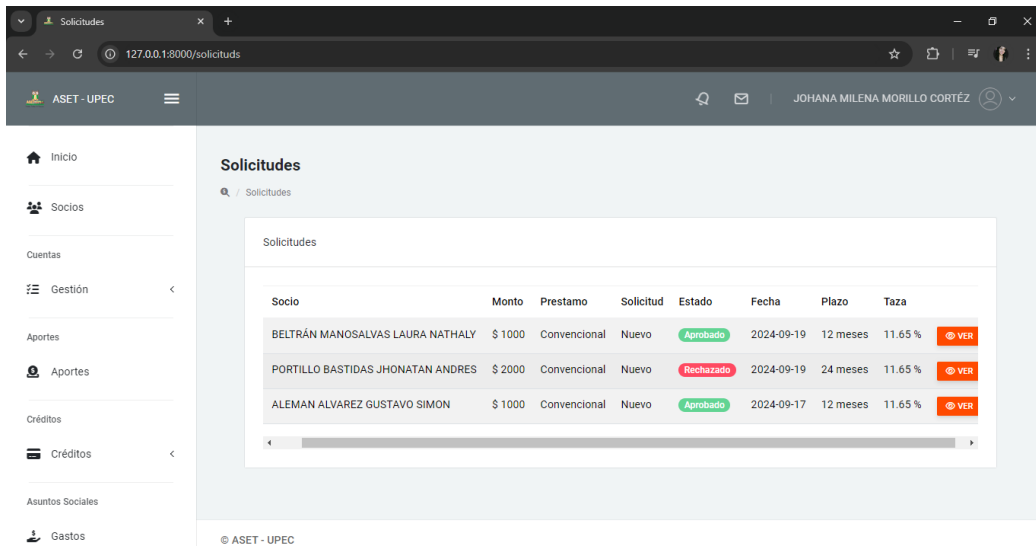 Solicitudes
127.0.0.1:8000/solicituds
ASET - UPEC
JOHANA MILENA MORILLO CORTÉZ
Inicio
Socios
Cuentas
Gestión
Aportes
Aportes
Créditos
Créditos
Asuntos Sociales
Gastos
Solicitudes
/ Solicitudes
Solicitudes
Socio Monto Prestamo Solicitud Estado Fecha Plazo Taza
BELTRÁN MANOSALVAS LAURA NATHALY $ 1000 Convencional Nuevo Aprobado 2024-09-19 12 meses 11.65 % VER
PORTILLO BASTIDAS JHONATAN ANDRES $ 2000 Convencional Nuevo Rechazado 2024-09-19 24 meses 11.65 % VER
ALEMAN ALVAREZ GUSTAVO SIMON $ 1000 Convencional Nuevo Aprobado 2024-09-17 12 meses 11.65 % VER
© ASET - UPEC